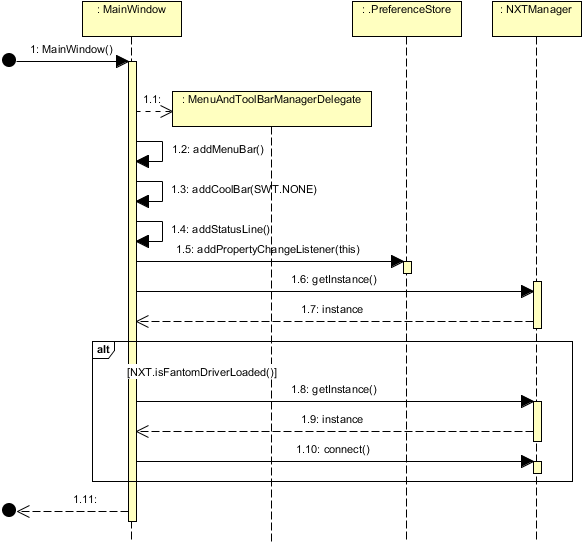 : MainWindow
: .PreferenceStore
: NXTManager
1: MainWindow()
1.1:
: MenuAndToolBarManagerDelegate
1.2: addMenuBar()
1.3: addCoolBar(SWT.NONE)
1.4: addStatusLine()
1.5: addPropertyChangeListener(this)
1.6: getInstance()
1.7: instance
alt
[NXT.isFantomDriverLoaded()]
1.8: getInstance()
1.9: instance
1.10: connect()
1.11: